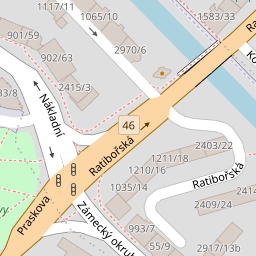 1117/11
1065/10
1583/33
Ra
901/59
902/63
2970/6
2415/3
Nákladní
46
Ratibořská
2403/22
1211/18
1210/16
Ratibořská
1035/14
2409/24
Praskova
Zámecký okruh
993/7
55/9
2917/13b